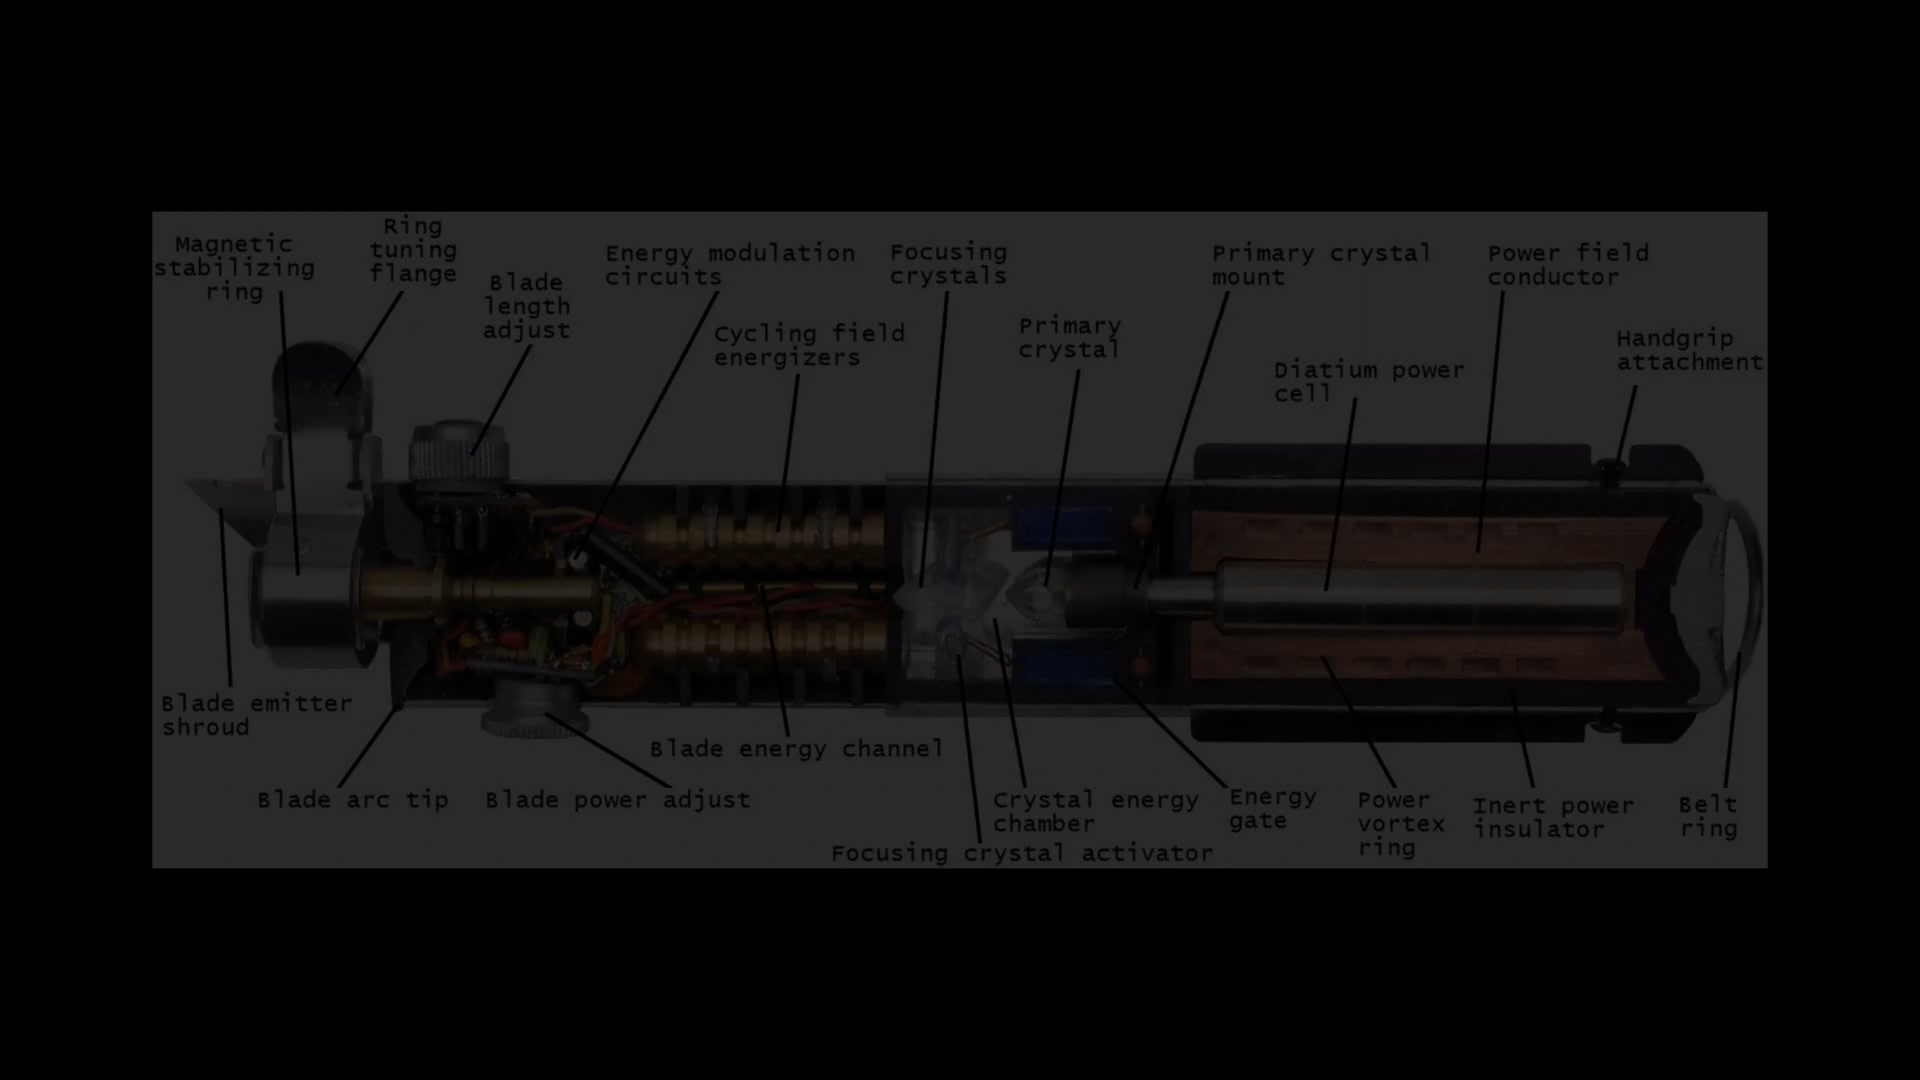 Magnetic
stabilizing
ring
Ring
tuning
flange
Blade
length
adjust
Energy modulation
circuits
Cycling field
energizers
Focusing
crystals
Primary
crystal
Primary crystal
mount
Diatium power
cell
Power field
conductor
Handgrip
attachment
Blade emitter
shroud
Blade arc tip
Blade power adjust
Blade energy channel
Focusing crystal activator
Crystal energy
chamber
Energy
gate
Power
vortex
ring
Inert power
insulator
Belt
ring